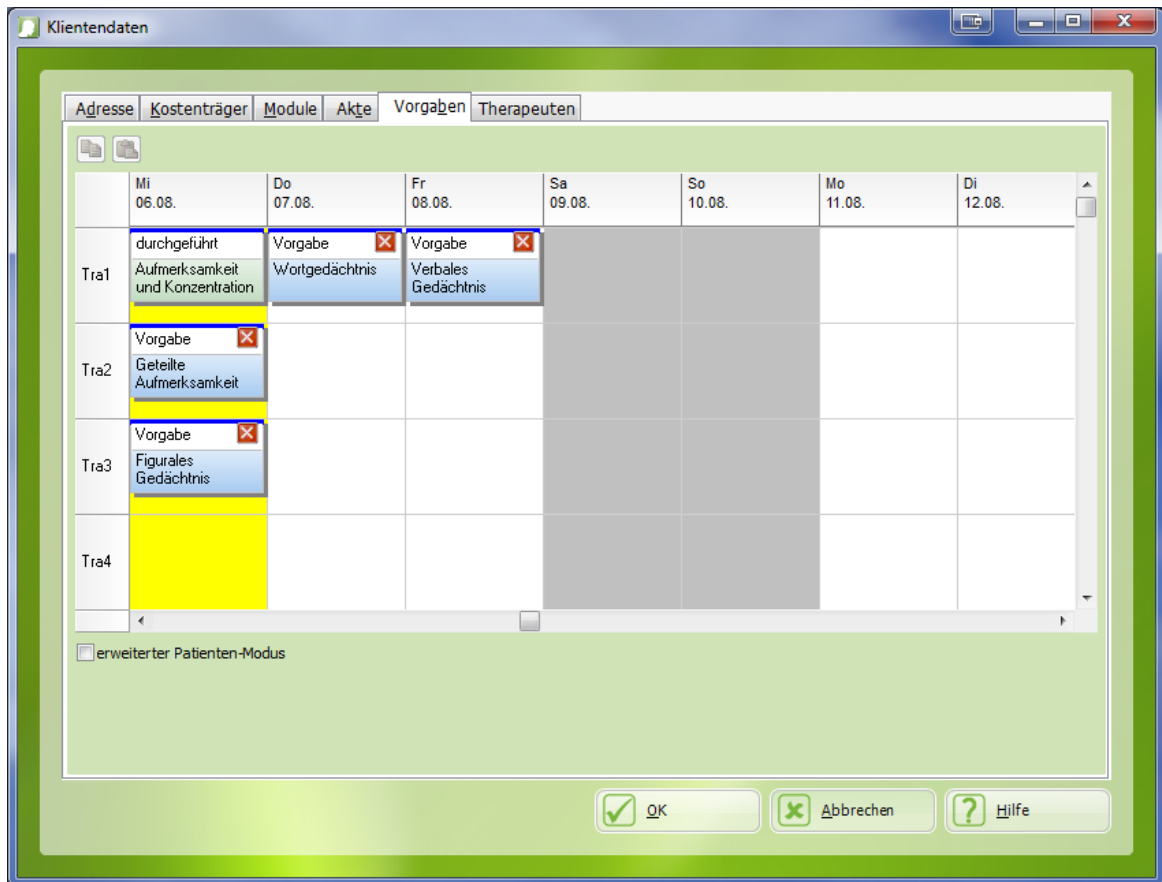 Klientendaten
Adresse Kostenträger Module Akte Vorgaben Therapeuten
Mi Do Fr Sa So Mo Di
06.08. 07.08. 08.08. 09.08. 10.08. 11.08. 12.08.
Tra1
durchgeführt
Aufmerksamkeit
und Konzentration
Vorgabe
Wortgedächtnis
Vorgabe
Verbales
Gedächtnis
Tra2
Vorgabe
Geteilte
Aufmerksamkeit
Tra3
Vorgabe
Figurales
Gedächtnis
Tra4
erweiterter Patienten-Modus
OK Abbrechen Hilfe